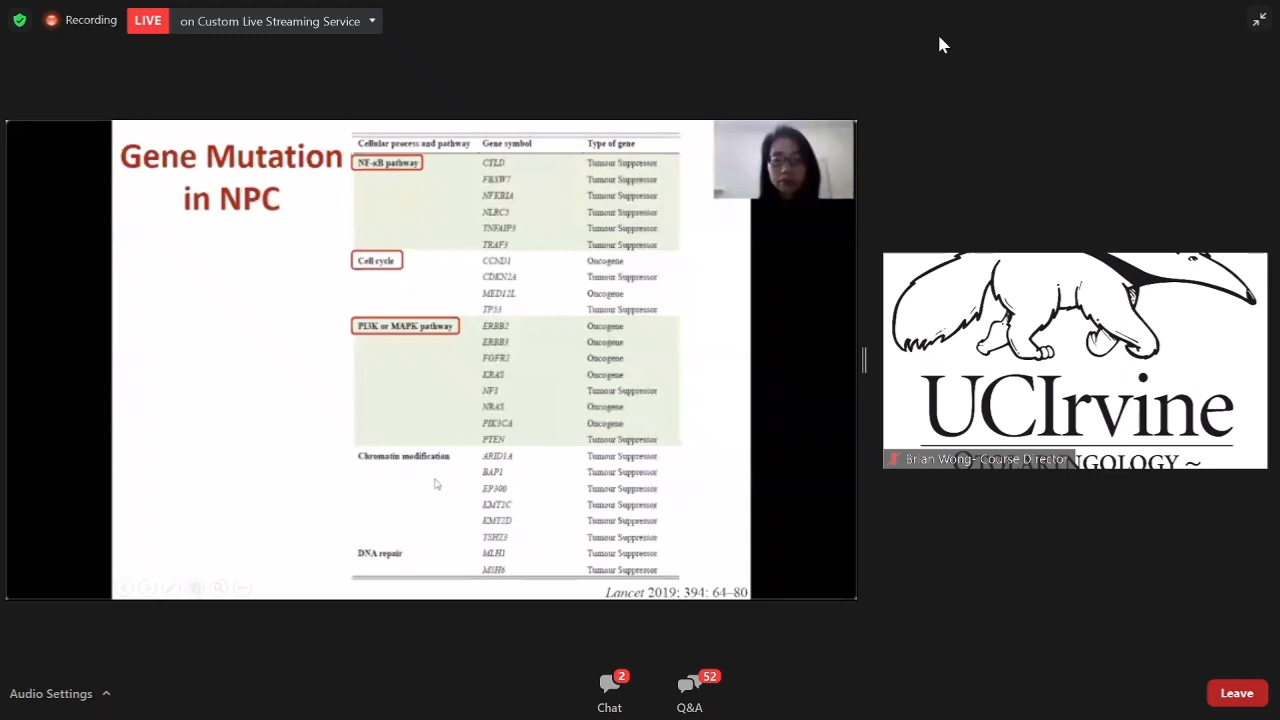 Recording
LIVE on Custom Live Streaming Service
Gene Mutation
in NPC
Cellular process and pathway Gene symbol Type of gene
NF-κB pathway CYLD Tumour Suppressor
FBXW7 Tumour Suppressor
NFKBIA Tumour Suppressor
NLRC5 Tumour Suppressor
TNFAIP3 Tumour Suppressor
TRAF3 Tumour Suppressor
Cell cycle CCND1 Oncogene
CDKN2A Tumour Suppressor
MED12L Oncogene
TP53 Tumour Suppressor
PI3K or MAPK pathway ERBB2 Oncogene
ERBB3 Oncogene
FGFR2 Oncogene
KRAS Oncogene
NF1 Tumour Suppressor
NRAS Oncogene
PIK3CA Oncogene
PTEN Tumour Suppressor
Chromatin modification ARID1A Tumour Suppressor
BAP1 Tumour Suppressor
EP300 Tumour Suppressor
KMT2C Tumour Suppressor
KMT2D Tumour Suppressor
TSHZ3 Tumour Suppressor
DNA repair MLH1 Tumour Suppressor
MSH6 Tumour Suppressor
Lancet 2019; 394: 64–80
UCIrvine
Brian Wong- Course Director
Audio Settings
2
Chat
52
Q&A
Leave